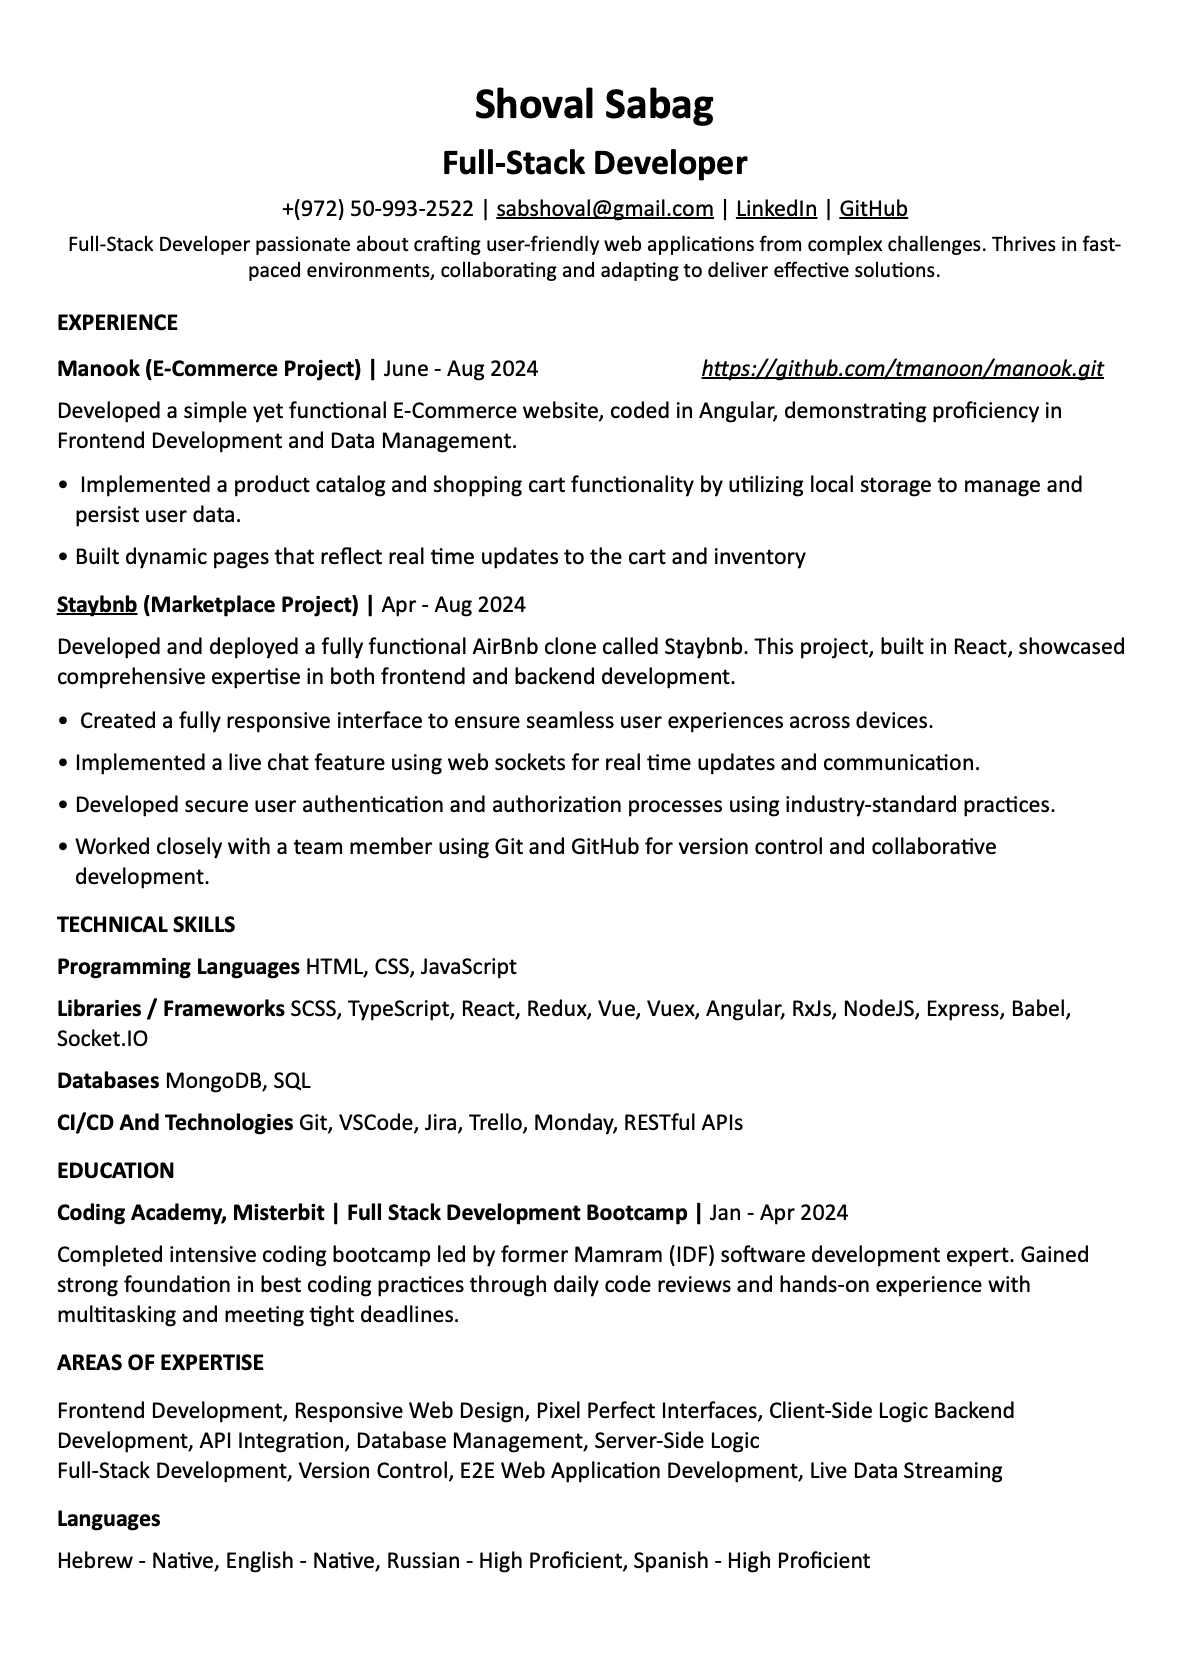 Shoval Sabag
Full-Stack Developer
+(972) 50-993-2522 | sabshoval@gmail.com | LinkedIn | GitHub
Full-Stack Developer passionate about crafting user-friendly web applications from complex challenges. Thrives in fast-
paced environments, collaborating and adapting to deliver effective solutions.
EXPERIENCE
Manook (E-Commerce Project) | June - Aug 2024 https://github.com/tmanoon/manook.git
Developed a simple yet functional E-Commerce website, coded in Angular, demonstrating proficiency in
Frontend Development and Data Management.
• Implemented a product catalog and shopping cart functionality by utilizing local storage to manage and
persist user data.
• Built dynamic pages that reflect real time updates to the cart and inventory
Staybnb (Marketplace Project) | Apr - Aug 2024
Developed and deployed a fully functional AirBnb clone called Staybnb. This project, built in React, showcased
comprehensive expertise in both frontend and backend development.
• Created a fully responsive interface to ensure seamless user experiences across devices.
• Implemented a live chat feature using web sockets for real time updates and communication.
• Developed secure user authentication and authorization processes using industry-standard practices.
• Worked closely with a team member using Git and GitHub for version control and collaborative
development.
TECHNICAL SKILLS
Programming Languages HTML, CSS, JavaScript
Libraries / Frameworks SCSS, TypeScript, React, Redux, Vue, Vuex, Angular, RxJs, NodeJS, Express, Babel,
Socket.IO
Databases MongoDB, SQL
CI/CD And Technologies Git, VSCode, Jira, Trello, Monday, RESTful APIs
EDUCATION
Coding Academy, Misterbit | Full Stack Development Bootcamp | Jan - Apr 2024
Completed intensive coding bootcamp led by former Mamram (IDF) software development expert. Gained
strong foundation in best coding practices through daily code reviews and hands-on experience with
multitasking and meeting tight deadlines.
AREAS OF EXPERTISE
Frontend Development, Responsive Web Design, Pixel Perfect Interfaces, Client-Side Logic Backend
Development, API Integration, Database Management, Server-Side Logic
Full-Stack Development, Version Control, E2E Web Application Development, Live Data Streaming
Languages
Hebrew - Native, English - Native, Russian - High Proficient, Spanish - High Proficient